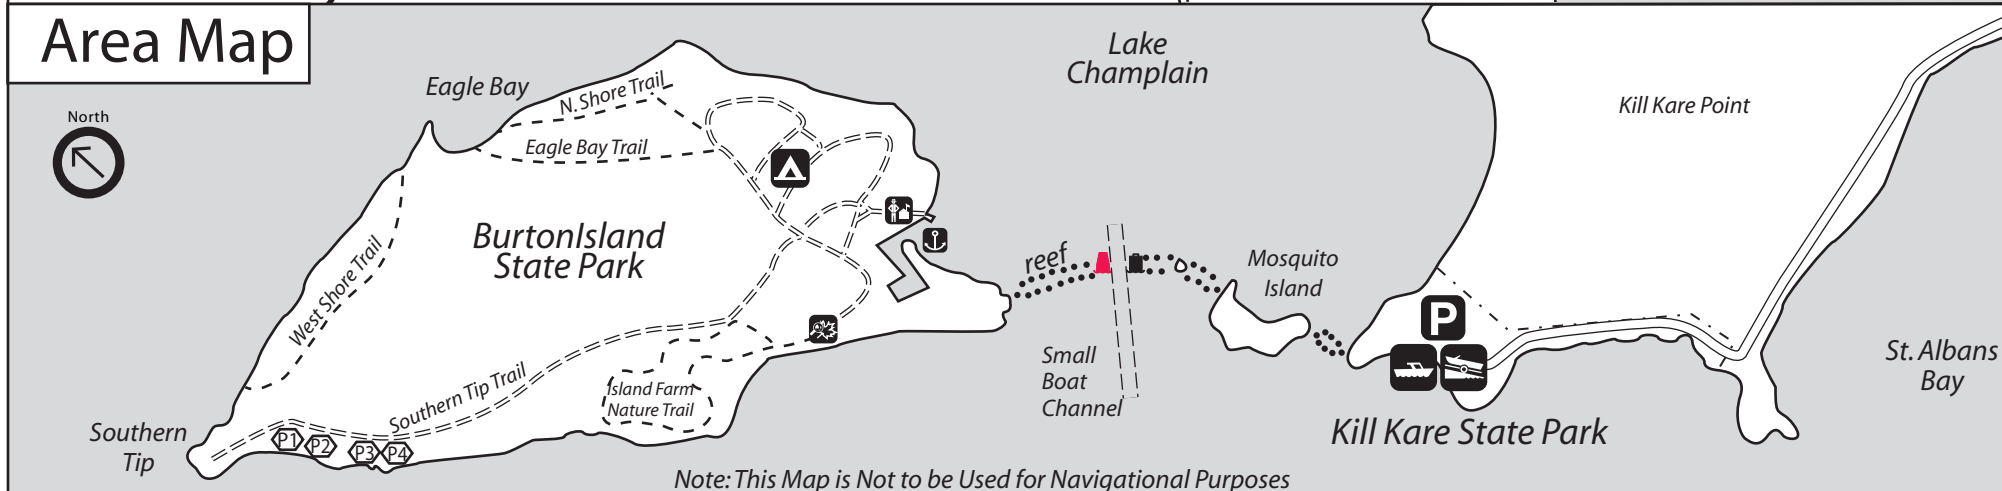 Area Map
North
Eagle Bay
N. Shore Trail
Eagle Bay Trail
West Shore Trail
BurtonIsland
State Park
Southern Tip Trail
Island Farm
Nature Trail
Southern
Tip
P1
P2
P3
P4
Lake
Champlain
reef
Small
Boat
Channel
Mosquito
Island
Kill Kare Point
P
Kill Kare State Park
St. Albans
Bay
Note: This Map is Not to be Used for Navigational Purposes